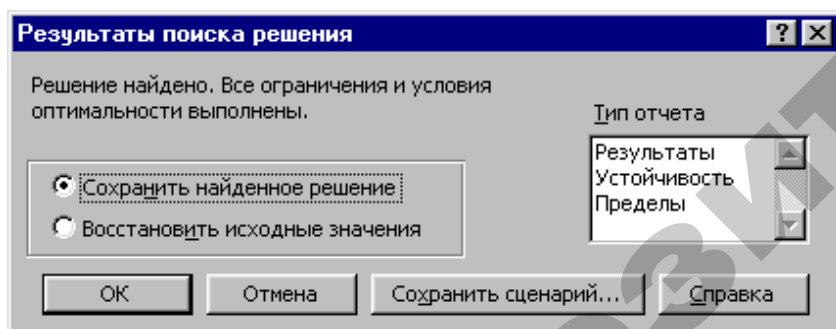 Результаты поиска решения
Решение найдено. Все ограничения и условия
оптимальности выполнены.
Тип отчета
Результаты
Устойчивость
Пределы
Сохранить найденное решение
Восстановить исходные значения
ОК
Отмена
Сохранить сценарий...
Справка